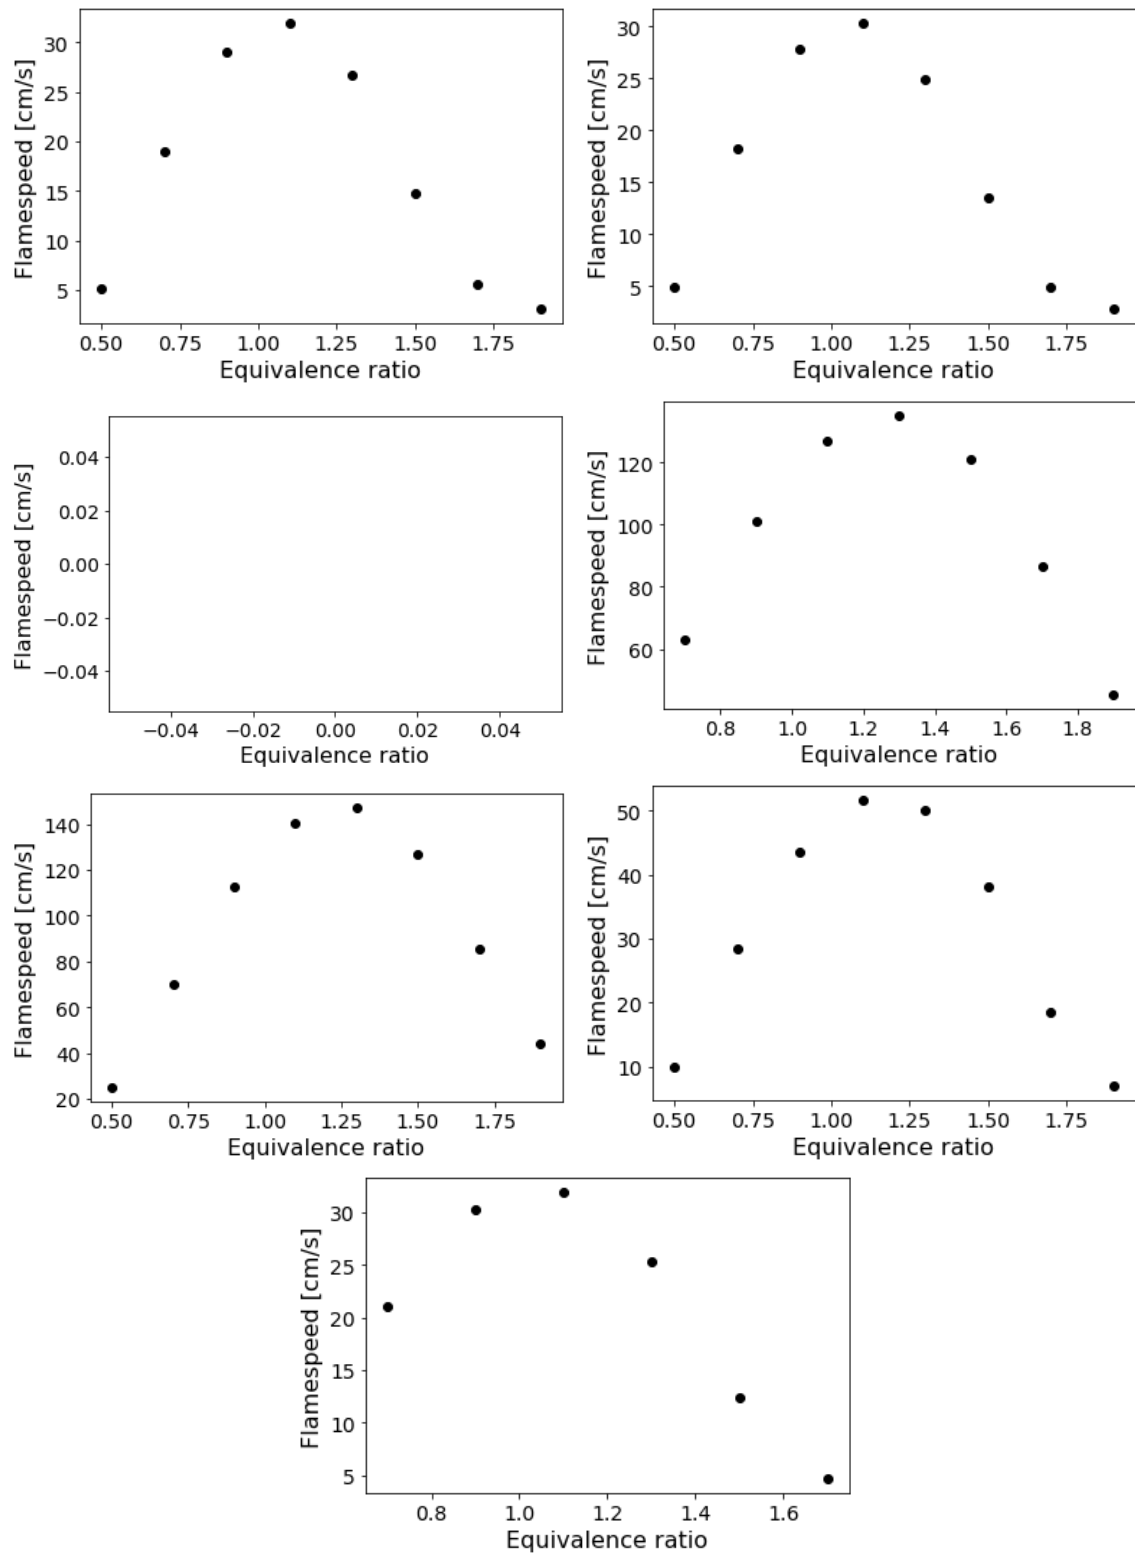 Flamespeed [cm/s]
30
25
20
15
10
5
0.50 0.75 1.00 1.25 1.50 1.75
Equivalence ratio
Flamespeed [cm/s]
30
25
20
15
10
5
0.50 0.75 1.00 1.25 1.50 1.75
Equivalence ratio
Flamespeed [cm/s]
0.04
0.02
0.00
−0.02
−0.04
−0.04 −0.02 0.00 0.02 0.04
Equivalence ratio
Flamespeed [cm/s]
120
100
80
60
0.8 1.0 1.2 1.4 1.6 1.8
Equivalence ratio
Flamespeed [cm/s]
140
120
100
80
60
40
20
0.50 0.75 1.00 1.25 1.50 1.75
Equivalence ratio
Flamespeed [cm/s]
50
40
30
20
10
0.50 0.75 1.00 1.25 1.50 1.75
Equivalence ratio
Flamespeed [cm/s]
30
25
20
15
10
5
0.8 1.0 1.2 1.4 1.6
Equivalence ratio